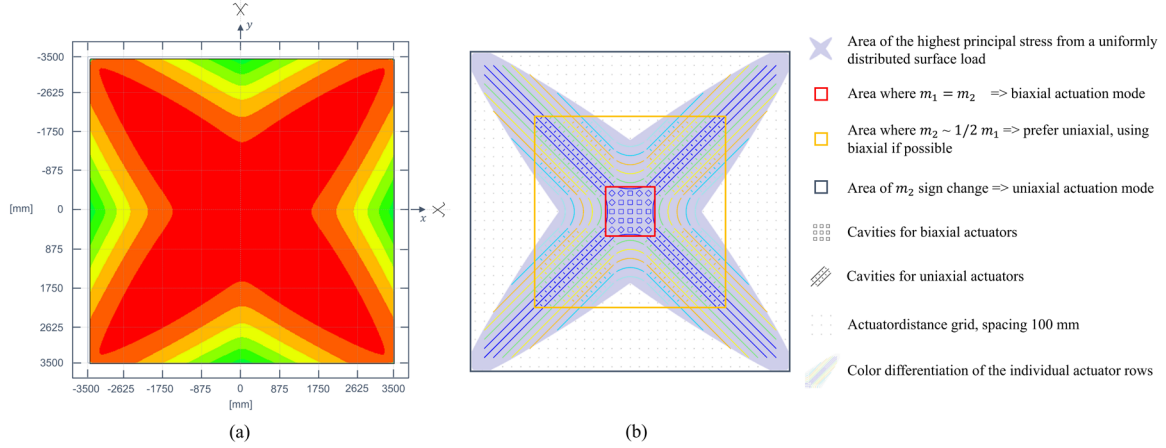 y
-3500
-2625
-1750
-875
[mm]
0
x
875
1750
2625
3500
-3500 -2625 -1750 -875 0 875 1750 2625 3500
[mm]
(a)
(b)
Area of the highest principal stress from a uniformly
distributed surface load
Area where m₁ = m₂ => biaxial actuation mode
Area where m₂ ~ 1/2 m₁ => prefer uniaxial, using
biaxial if possible
Area of m₂ sign change => uniaxial actuation mode
Cavities for biaxial actuators
Cavities for uniaxial actuators
Actuatordistance grid, spacing 100 mm
Color differentiation of the individual actuator rows